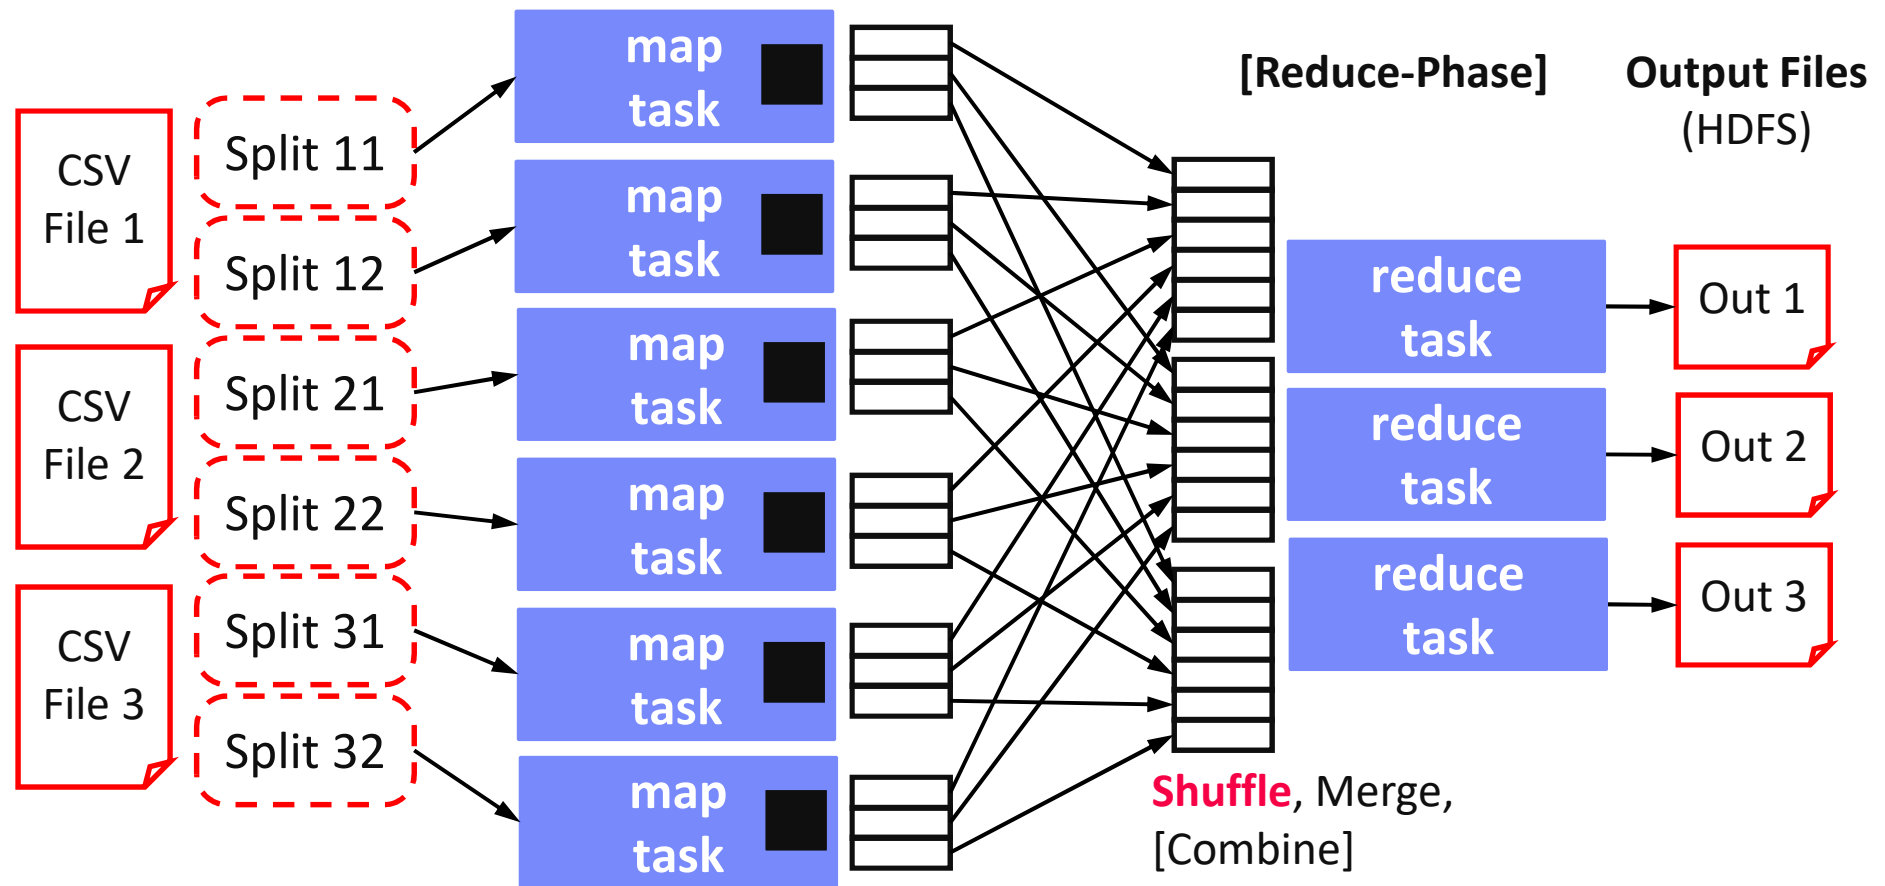 CSV
File 1
CSV
File 2
CSV
File 3
Split 11
Split 12
Split 21
Split 22
Split 31
Split 32
map
task
map
task
map
task
map
task
map
task
map
task
Shuffle, Merge,
[Combine]
[Reduce-Phase]
reduce
task
reduce
task
reduce
task
Output Files
(HDFS)
Out 1
Out 2
Out 3